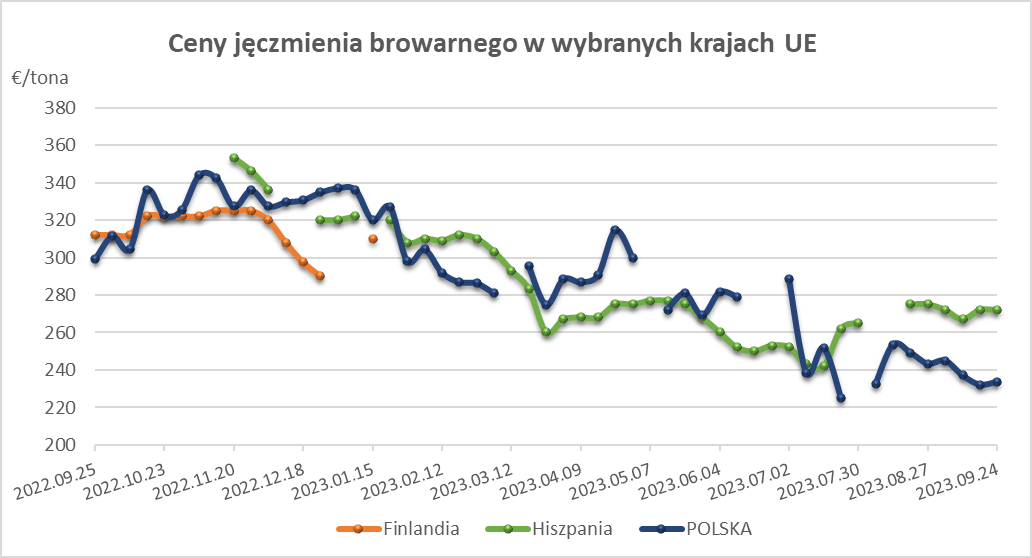 Ceny jęczmienia browarnego w wybranych krajach UE
€/tona
380
360
340
320
300
280
260
240
220
200
2022.09.25 2022.10.23 2022.11.20 2022.12.18 2023.01.15 2023.02.12 2023.03.12 2023.04.09 2023.05.07 2023.06.04 2023.07.02 2023.07.30 2023.08.27 2023.09.24
Finlandia Hiszpania POLSKA